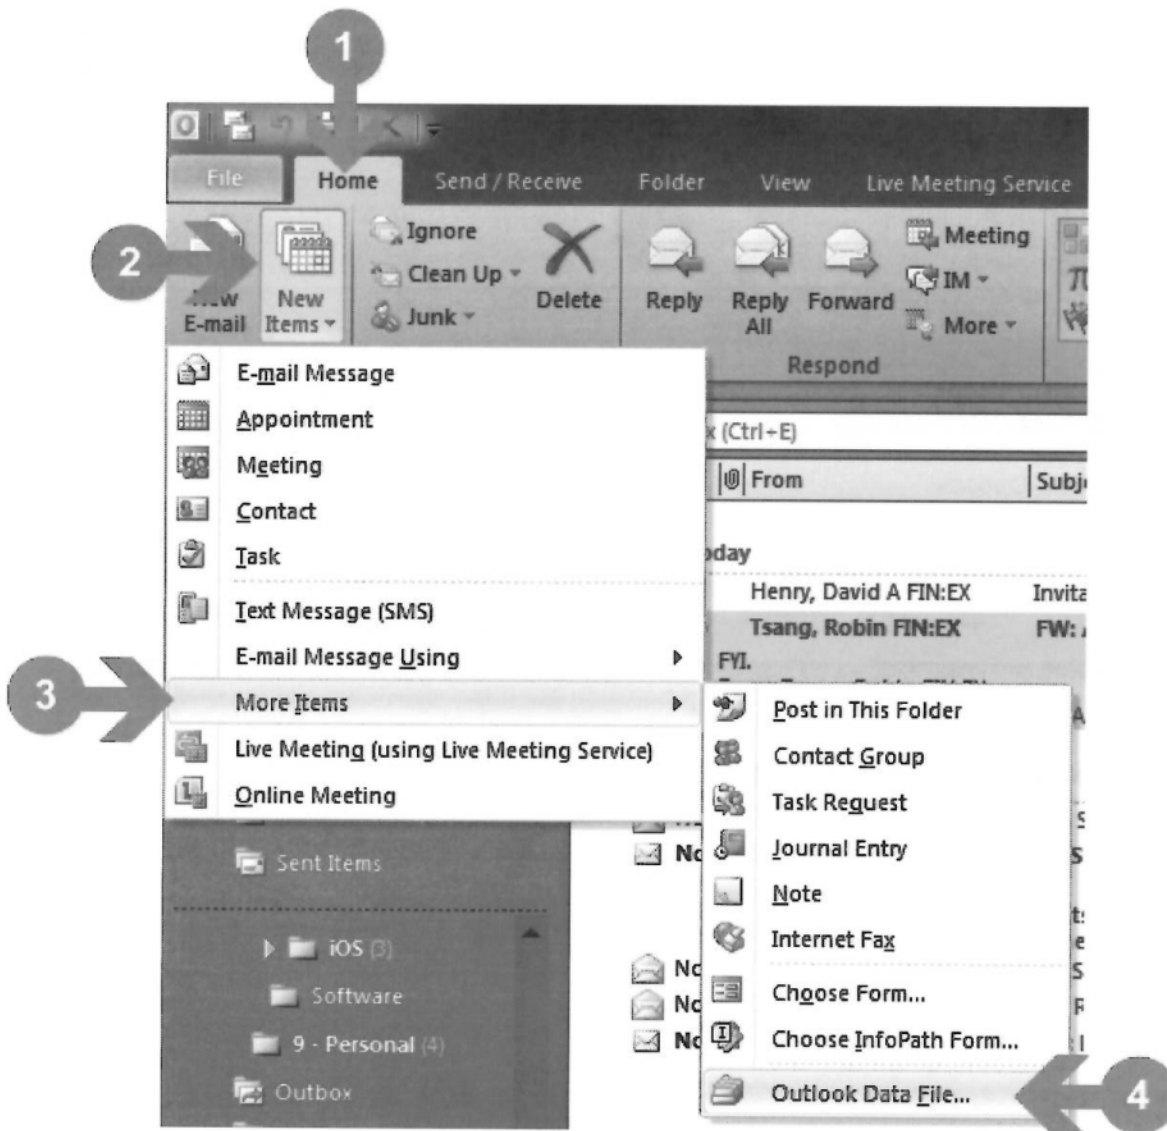 1
File Home Send / Receive Folder View Live Meeting Service
2
New E-mail
New Items
Ignore
Clean Up
Junk
Delete
Reply
Reply All
Forward
Meeting
IM
More
Respond
E-mail Message
Appointment
Meeting
Contact
Task
Text Message (SMS)
E-mail Message Using
3
More Items
Live Meeting (using Live Meeting Service)
Online Meeting
x (Ctrl+E)
From Subj
day
Henry, David A FIN:EX Invita
Tsang, Robin FIN:EX FW:
FYI.
Post in This Folder
Contact Group
Task Request
Journal Entry
Note
Internet Fax
Choose Form...
Choose InfoPath Form...
Outlook Data File...
4
Sent Items
iOS (3)
Software
9 - Personal (4)
Outbox